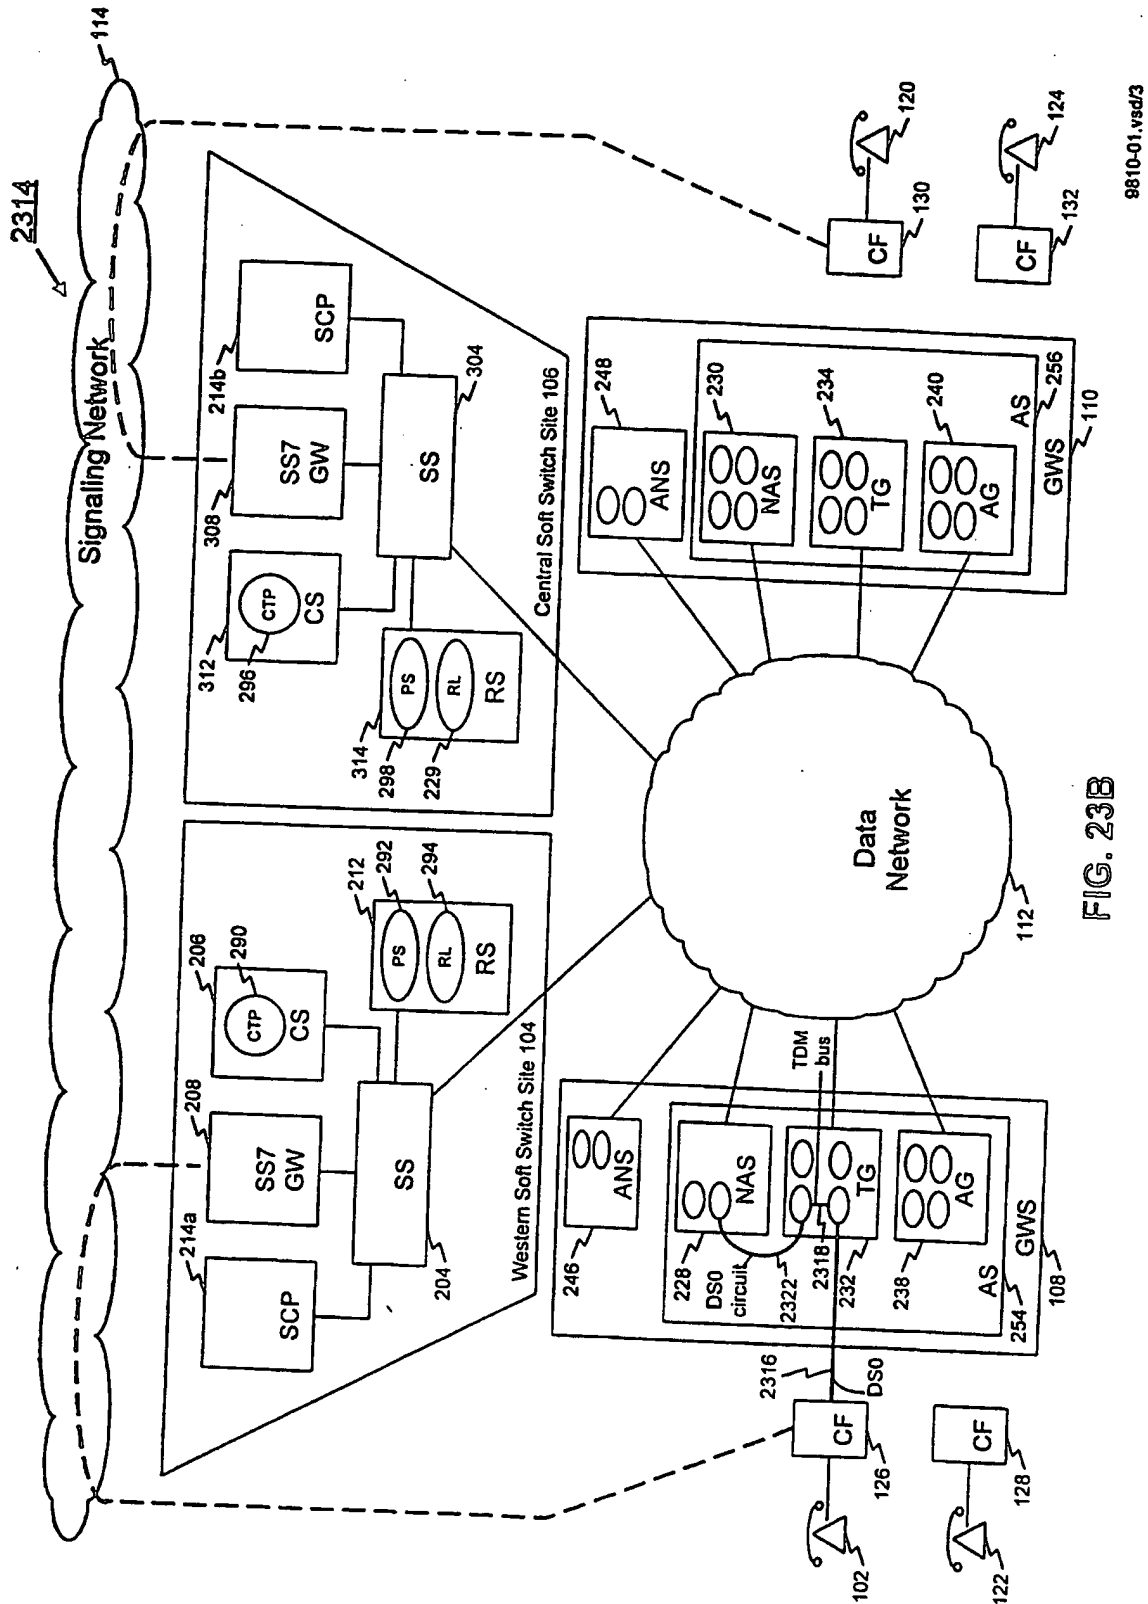 2314
114
Signaling Network
214a
SCP
208
SS7
GW
206
290
CTP
CS
212
PS
292
RL
294
RS
SS
204
Western Soft Switch Site 104
312
CTP
296
CS
308
SS7
GW
214b
SCP
SS
304
314
PS
298
RL
229
RS
Central Soft Switch Site 106
246
ANS
228
NAS
DS0
circuit
2322
2318
TDM
bus
232
TG
238
AG
AS
254
GWS
108
2316
DS0
CF
126
102
CF
128
122
Data
Network
112
248
ANS
230
NAS
234
TG
240
AG
AS
256
GWS
110
CF
130
120
CF
132
124
FIG. 23B
9810-01.vsd/3